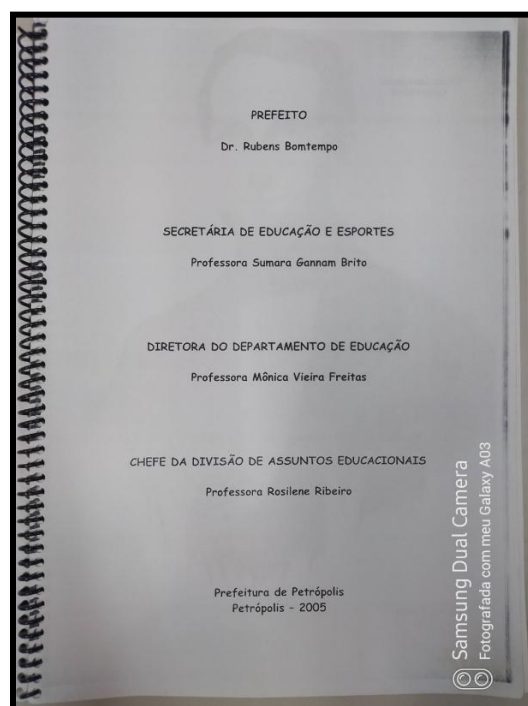 PREFEITO
Dr. Rubens Bomtempo
SECRETÁRIA DE EDUCAÇÃO E ESPORTES
Professora Sumara Gannam Brito
DIRETORA DO DEPARTAMENTO DE EDUCAÇÃO
Professora Mônica Vieira Freitas
CHEFE DA DIVISÃO DE ASSUNTOS EDUCACIONAIS
Professora Rosilene Ribeiro
Prefeitura de Petrópolis
Petrópolis - 2005
Samsung Dual Camera
Fotografada com meu Galaxy A03